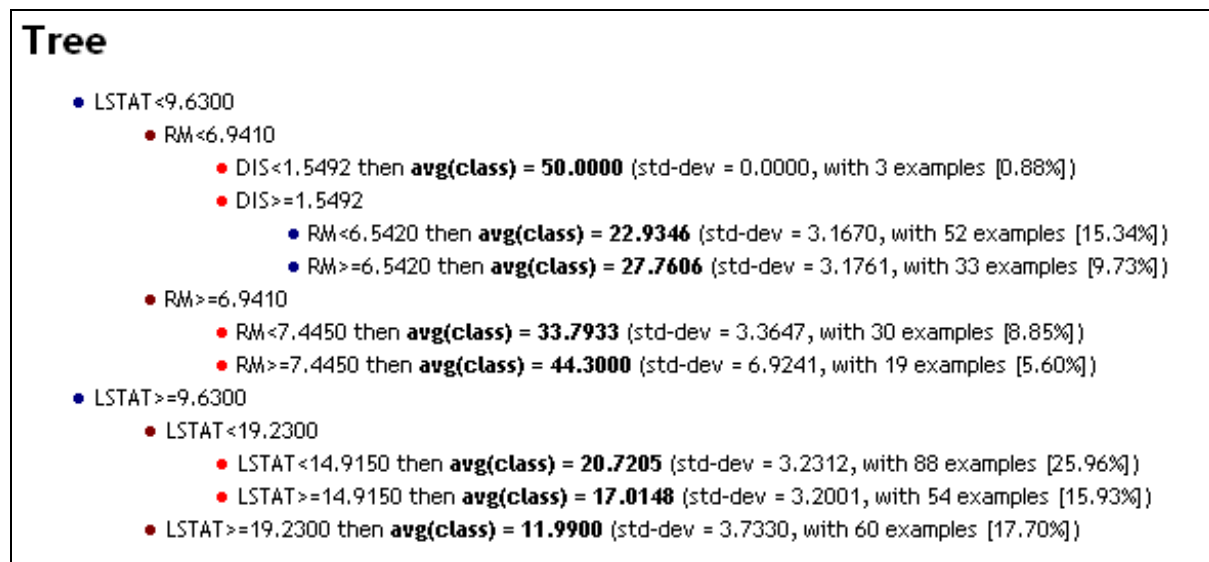 Tree
LSTAT<9.6300
RM<6.9410
DIS<1.5492 then avg(class) = 50.0000 (std-dev = 0.0000, with 3 examples [0.88%])
DIS>=1.5492
RM<6.5420 then avg(class) = 22.9346 (std-dev = 3.1670, with 52 examples [15.34%])
RM>=6.5420 then avg(class) = 27.7606 (std-dev = 3.1761, with 33 examples [9.73%])
RM>=6.9410
RM<7.4450 then avg(class) = 33.7933 (std-dev = 3.3647, with 30 examples [8.85%])
RM>=7.4450 then avg(class) = 44.3000 (std-dev = 6.9241, with 19 examples [5.60%])
LSTAT>=9.6300
LSTAT<19.2300
LSTAT<14.9150 then avg(class) = 20.7205 (std-dev = 3.2312, with 88 examples [25.96%])
LSTAT>=14.9150 then avg(class) = 17.0148 (std-dev = 3.2001, with 54 examples [15.93%])
LSTAT>=19.2300 then avg(class) = 11.9900 (std-dev = 3.7330, with 60 examples [17.70%])